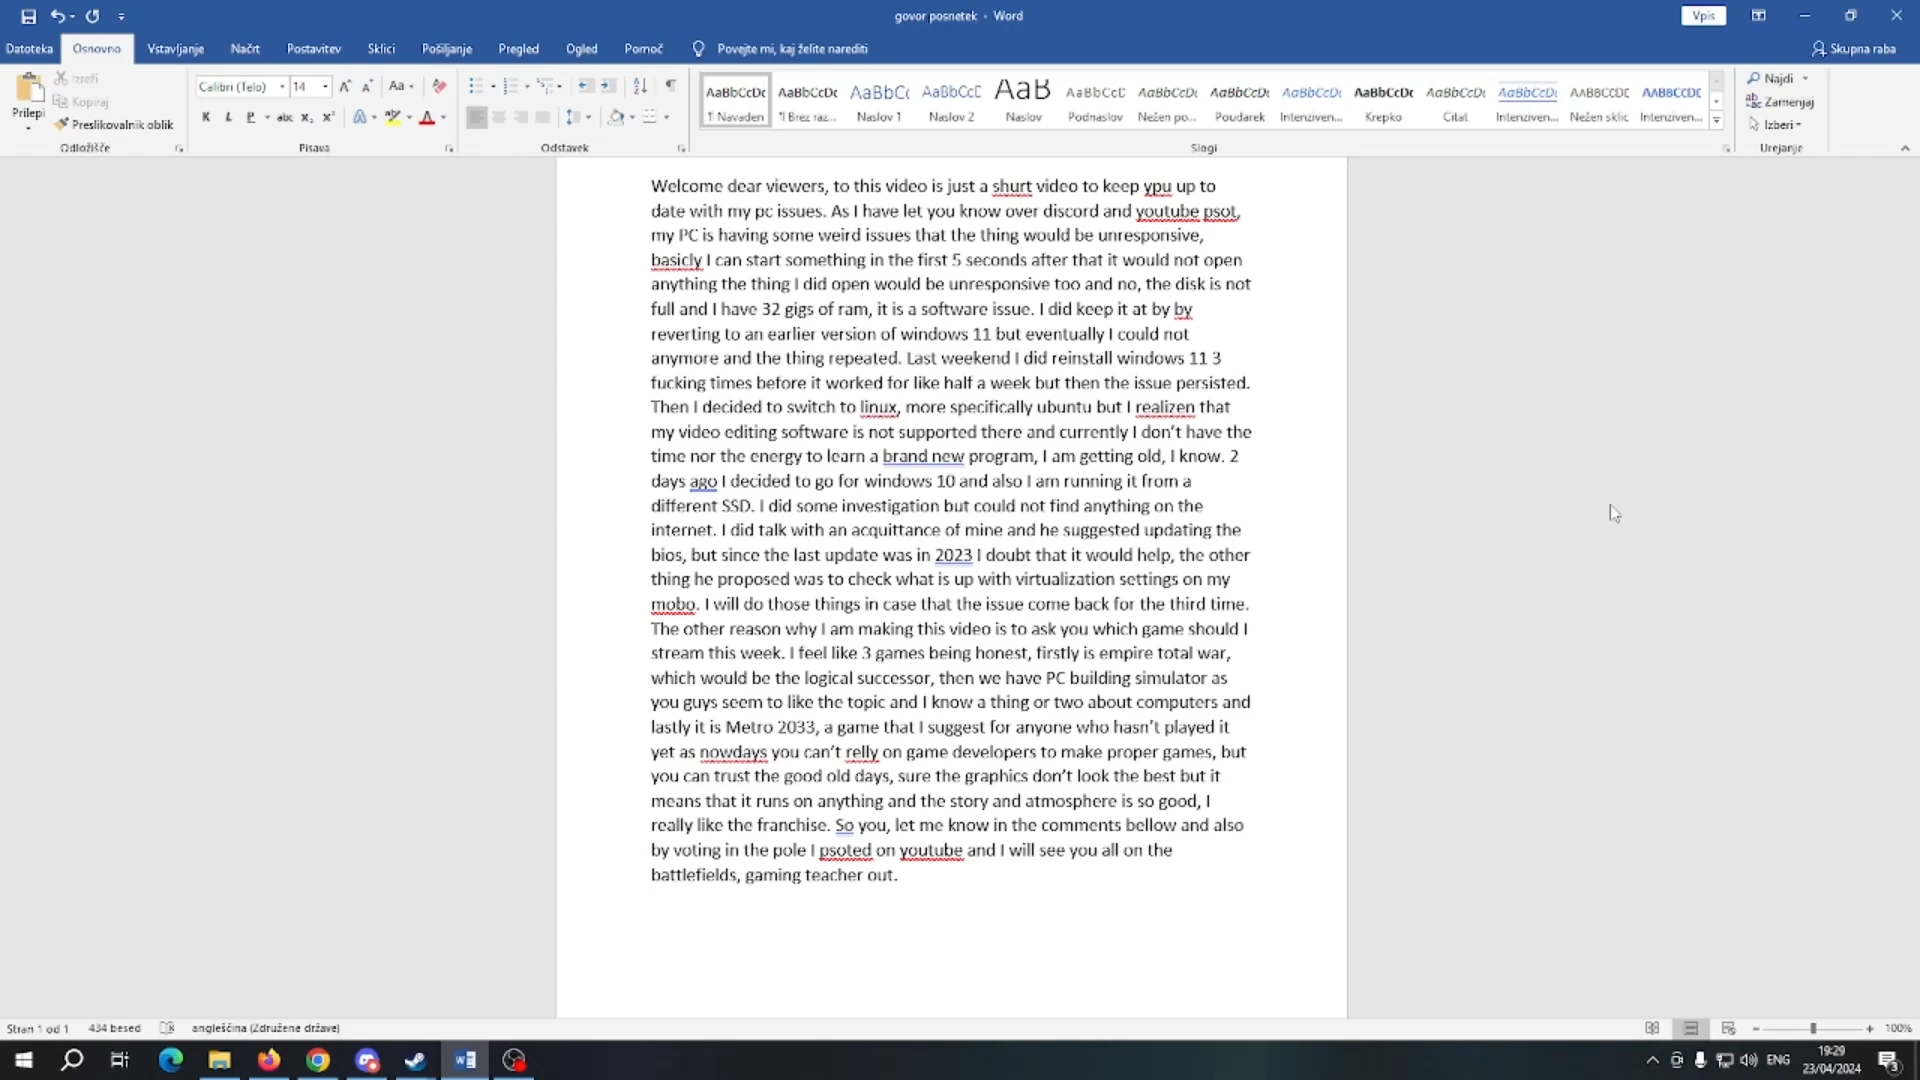 govor posnetek - Word
Vpis
Datoteka Osnovno Vstavljanje Načrt Postavitev Sklici Pošiljanje Pregled Ogled Pomoč Povejte mi, kaj želite narediti Skupna raba
Prilepi
Izreži
Kopiraj
Preslikovalnik oblik
Odložišče
Calibri (Telo) 14
Pisava
Odstavek
AaBbCcDc AaBbCcDc AaBbCc AaBbCcD AaB AaBbCcD AaBbCcDc AaBbCcDc AaBbCcDc AaBbCcDc AaBbCcDc AaBbCcDc AABBCCDC AABBCCDC
¶ Navaden ¶ Brez raz... Naslov 1 Naslov 2 Naslov Podnaslov Nežen po... Poudarek Intenziven... Krepko Citat Intenziven... Nežen sklic Intenziven...
Slogi
Najdi
Zamenjaj
Izberi
Urejanje
Welcome dear viewers, to this video is just a shurt video to keep ypu up to
date with my pc issues. As I have let you know over discord and youtube psot,
my PC is having some weird issues that the thing would be unresponsive,
basicly I can start something in the first 5 seconds after that it would not open
anything the thing I did open would be unresponsive too and no, the disk is not
full and I have 32 gigs of ram, it is a software issue. I did keep it at by by
reverting to an earlier version of windows 11 but eventually I could not
anymore and the thing repeated. Last weekend I did reinstall windows 11 3
fucking times before it worked for like half a week but then the issue persisted.
Then I decided to switch to linux, more specifically ubuntu but I realizen that
my video editing software is not supported there and currently I don't have the
time nor the energy to learn a brand new program, I am getting old, I know. 2
days ago I decided to go for windows 10 and also I am running it from a
different SSD. I did some investigation but could not find anything on the
internet. I did talk with an acquittance of mine and he suggested updating the
bios, but since the last update was in 2023 I doubt that it would help, the other
thing he proposed was to check what is up with virtualization settings on my
mobo. I will do those things in case that the issue come back for the third time.
The other reason why I am making this video is to ask you which game should I
stream this week. I feel like 3 games being honest, firstly is empire total war,
which would be the logical successor, then we have PC building simulator as
you guys seem to like the topic and I know a thing or two about computers and
lastly it is Metro 2033, a game that I suggest for anyone who hasn't played it
yet as nowdays you can't relly on game developers to make proper games, but
you can trust the good old days, sure the graphics don't look the best but it
means that it runs on anything and the story and atmosphere is so good, I
really like the franchise. So you, let me know in the comments bellow and also
by voting in the pole I psoted on youtube and I will see you all on the
battlefields, gaming teacher out.
Stran 1 od 1 434 besed angleščina (Združene države) 100%
ENG
19:29
23/04/2024
3